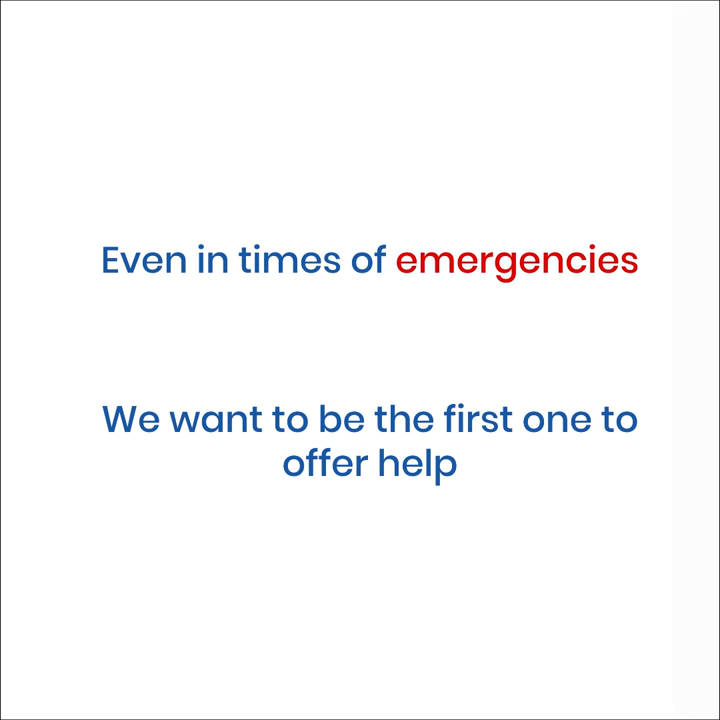 Even in times of emergencies
We want to be the first one to
offer help